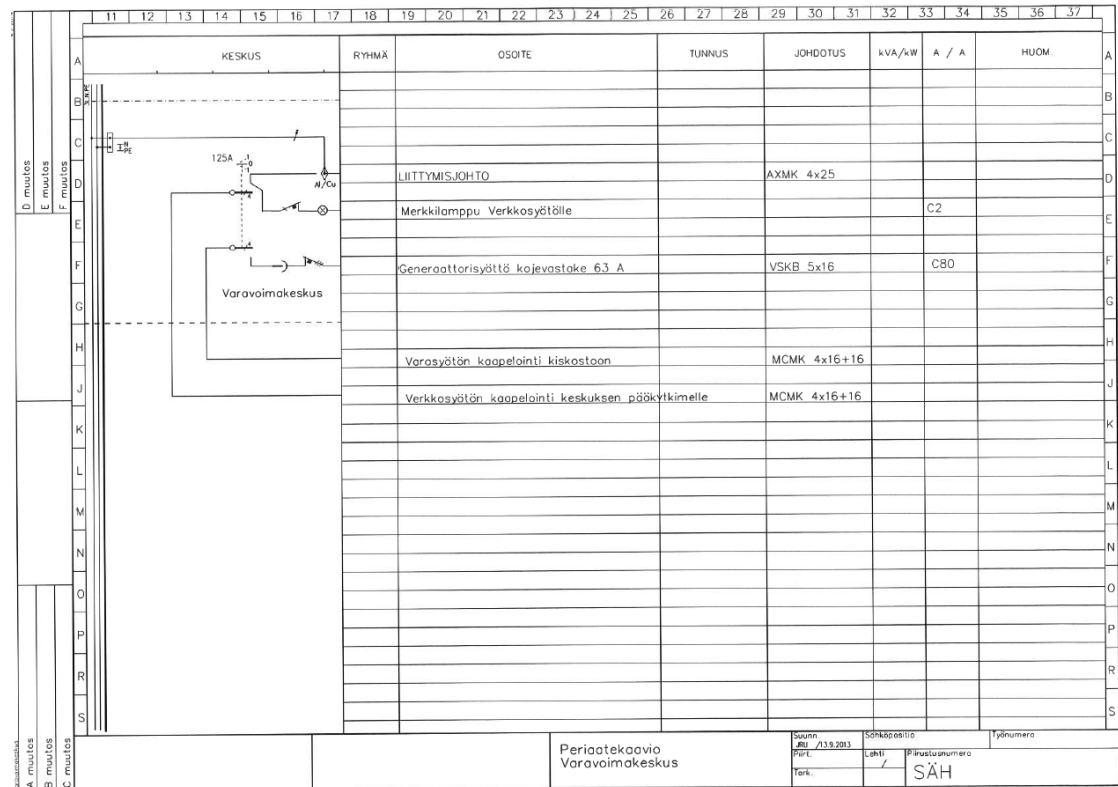 11 12 13 14 15 16 17 18 19 20 21 22 23 24 25 26 27 28 29 30 31 32 33 34 35 36 37
A KESKUS RYHMÄ OSOITE TUNNUS JOHDOTUS kVA/kW A / A HUOM. A
B B
C N C
PE
125A 1
0
D Al/Cu LIITTYMISJOHTO AXMK 4x25 D
Merkkilamppu Verkkosyötölle C2
E E
F Generaattorisyöttö kojevastake 63 A VSKB 5x16 C80 F
Varavoimakeskus
G G
H H
Varasyötön kaapelointi kiskostoon MCMK 4x16+16
J J
Verkkosyötön kaapelointi keskuksen pääkytkimelle MCMK 4x16+16
K K
L L
M M
N N
O O
P P
R R
S S
D muutos
E muutos
F muutos
A muutos
B muutos
C muutos
Periaatekaavio
Varavoimakeskus
Suunn. Sähköpositio Työnumero
JRU /13.9.2013
Piirt. Lehti Piirustusnumero
/
Tark. SÄH